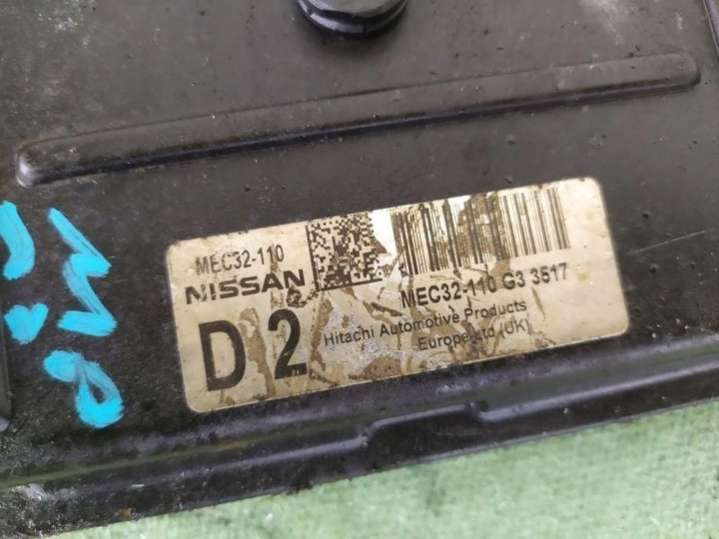 MEC32-110
NISSAN
D2
MEC32-110 G3 3517
Hitachi Automotive Products
Europe Ltd (UK)